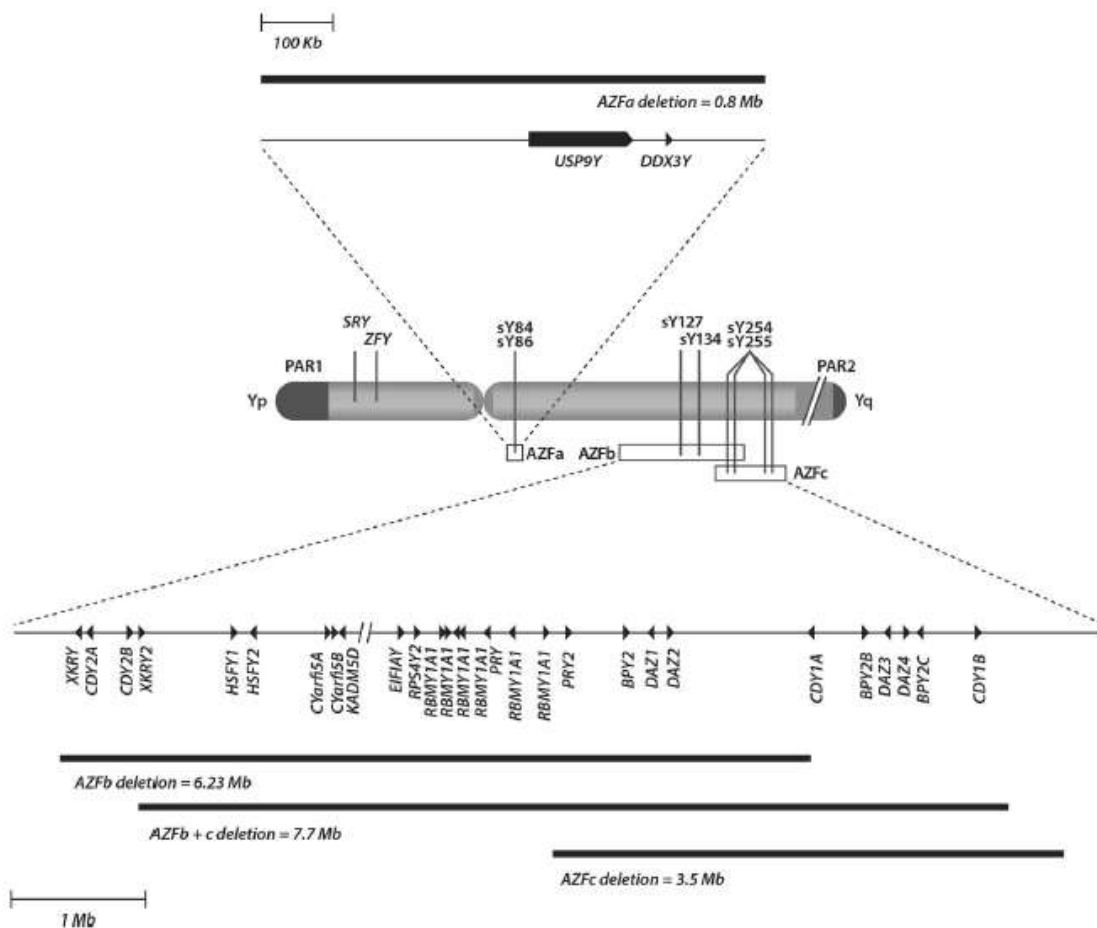 100 Kb
AZFa deletion = 0.8 Mb
USP9Y
DDX3Y
SRY
ZFY
sY84
sY86
sY127
sY134
sY254
sY255
PAR1
PAR2
Yp
Yq
AZFa
AZFb
AZFc
XKRY
CDY2A
CDY2B
XKRY2
HSFY1
HSFY2
CYorf15A
CYorf15B
KADM5D
EIFIAY
RPS4Y2
RBMY1A1
RBMY1A1
RBMY1A1
RBMY1A1
PRY
RBMY1A1
RBMY1A1
PRY2
BPY2
DAZ1
DAZ2
CDY1A
BPY2B
DAZ3
DAZ4
BPY2C
CDY1B
AZFb deletion = 6.23 Mb
AZFb + c deletion = 7.7 Mb
AZFc deletion = 3.5 Mb
1 Mb